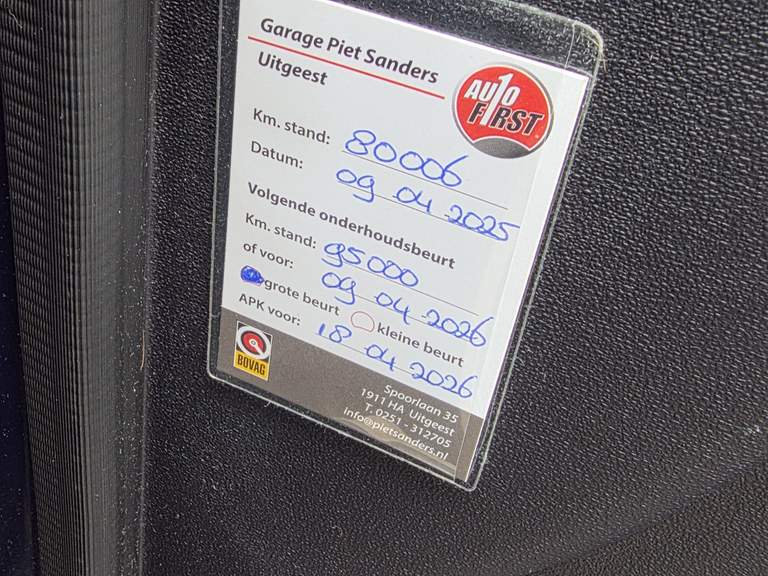 Garage Piet Sanders
Uitgeest
AUTO FIRST
Km. stand: 80006
Datum: 09 04 2025
Volgende onderhoudsbeurt
Km. stand: 95000
of voor: 09 04 2026
grote beurt kleine beurt
APK voor: 18 04 2026
BOVAG
Spoorlaan 35
1911 HA Uitgeest
T. 0251 - 312705
info@pietsanders.nl